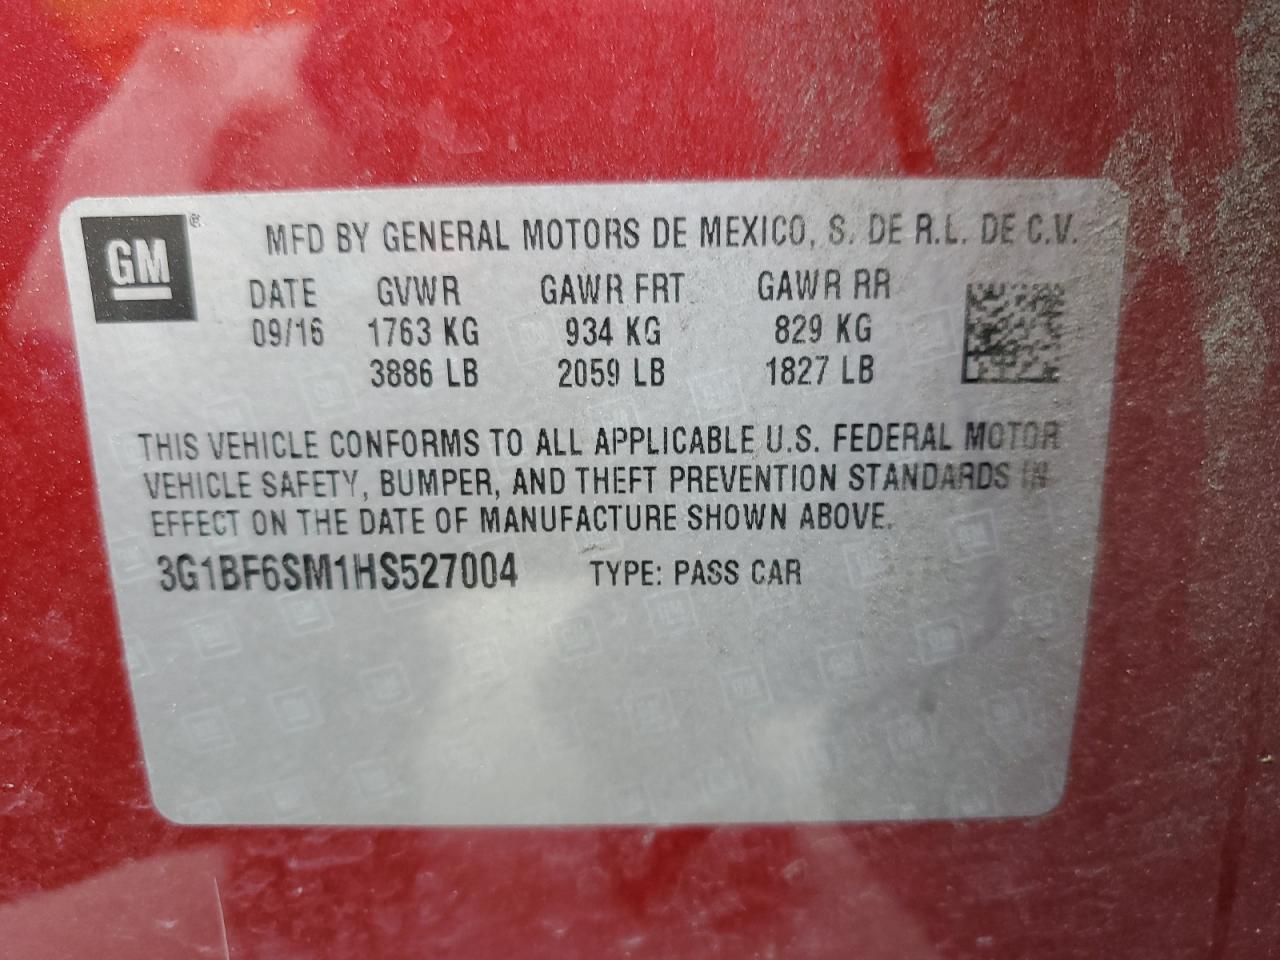 GM®
MFD BY GENERAL MOTORS DE MEXICO, S. DE R.L. DE C.V.
DATE GVWR GAWR FRT GAWR RR
09/16 1763 KG 934 KG 829 KG
3886 LB 2059 LB 1827 LB
THIS VEHICLE CONFORMS TO ALL APPLICABLE U.S. FEDERAL MOTOR
VEHICLE SAFETY, BUMPER, AND THEFT PREVENTION STANDARDS IN
EFFECT ON THE DATE OF MANUFACTURE SHOWN ABOVE.
3G1BF6SM1HS527004 TYPE: PASS CAR